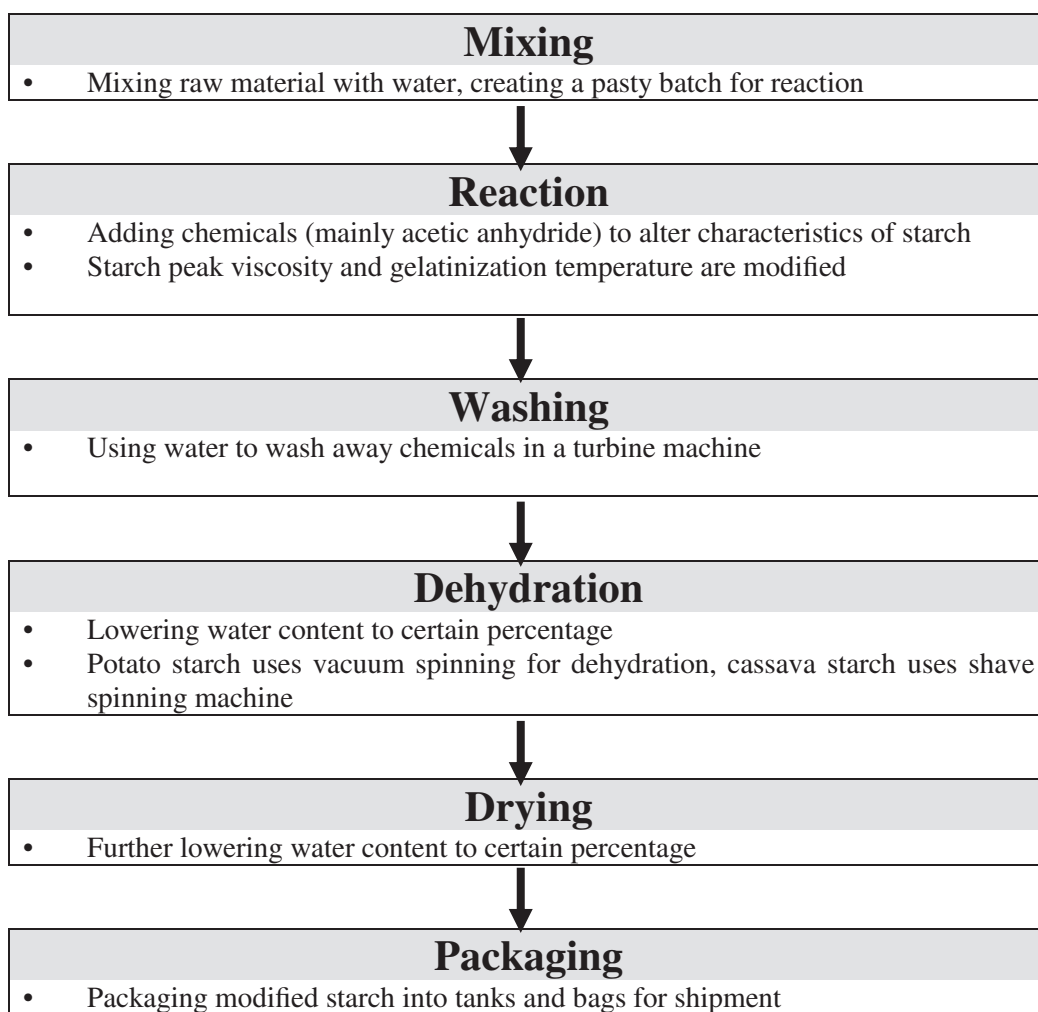 Mixing
• Mixing raw material with water, creating a pasty batch for reaction
Reaction
• Adding chemicals (mainly acetic anhydride) to alter characteristics of starch
• Starch peak viscosity and gelatinization temperature are modified
Washing
• Using water to wash away chemicals in a turbine machine
Dehydration
• Lowering water content to certain percentage
• Potato starch uses vacuum spinning for dehydration, cassava starch uses shave
spinning machine
Drying
• Further lowering water content to certain percentage
Packaging
• Packaging modified starch into tanks and bags for shipment